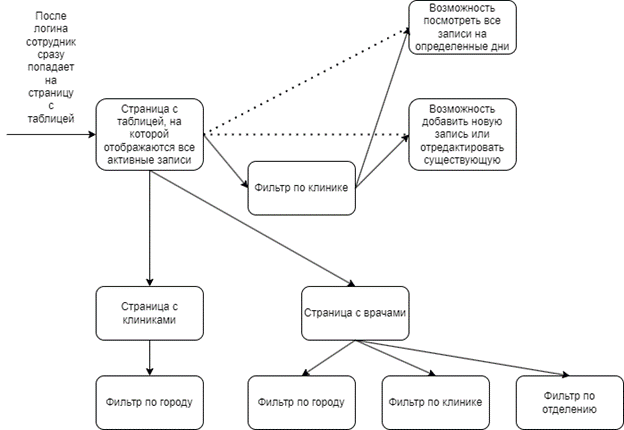 После
логина
сотрудник
сразу
попадает
на
страницу
с
таблицей
Возможность
посмотреть все
записи на
определенные дни
Страница с
таблицей, на
которой
отображаются все
активные записи
Возможность
добавить новую
запись или
отредактировать
существующую
Фильтр по клинике
Страница с
клиниками
Страница с врачами
Фильтр по городу
Фильтр по городу
Фильтр по клинике
Фильтр по
отделению